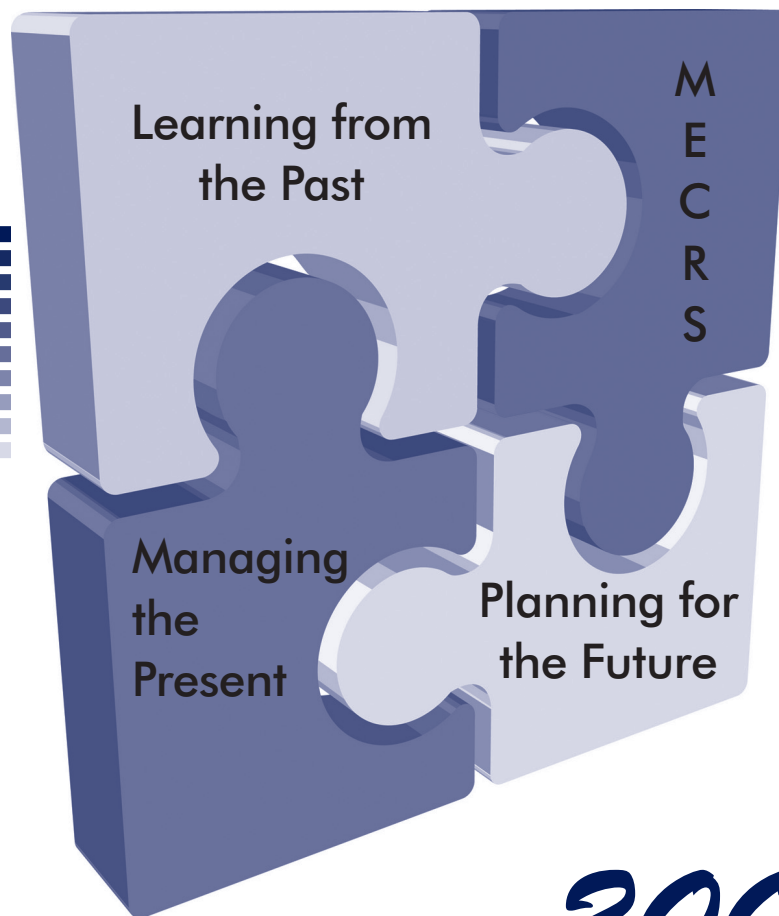 Learning from
the Past
M
E
C
R
S
Managing
the
Present
Planning for
the Future